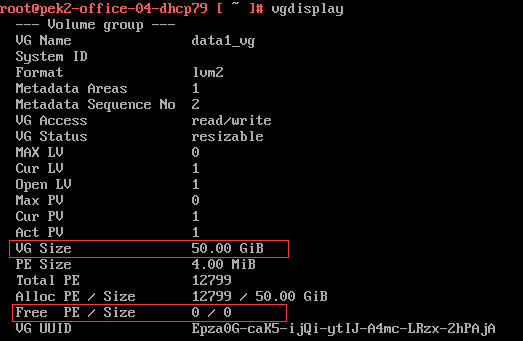 root@pek2-office-04-dhcp79 [ ~ ]# vgdisplay
--- Volume group ---
VG Name data1_vg
System ID
Format lvm2
Metadata Areas 1
Metadata Sequence No 2
VG Access read/write
VG Status resizable
MAX LV 0
Cur LV 1
Open LV 1
Max PV 0
Cur PV 1
Act PV 1
VG Size 50.00 GiB
PE Size 4.00 MiB
Total PE 12799
Alloc PE / Size 12799 / 50.00 GiB
Free PE / Size 0 / 0
VG UUID Epza0G-caK5-ijQi-ytIJ-A4mc-LRzx-2hPAjA